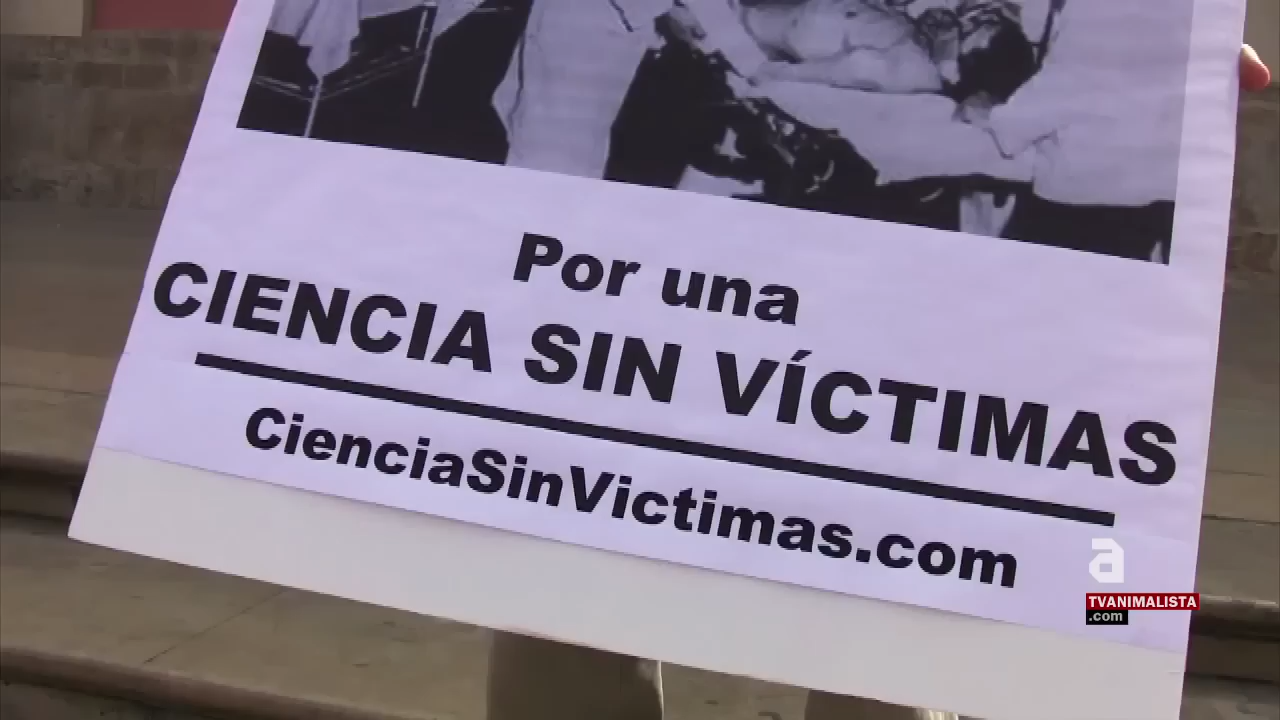 Por una
CIENCIA SIN VÍCTIMAS
CienciaSinVictimas.com
a
TVANIMALISTA
.com